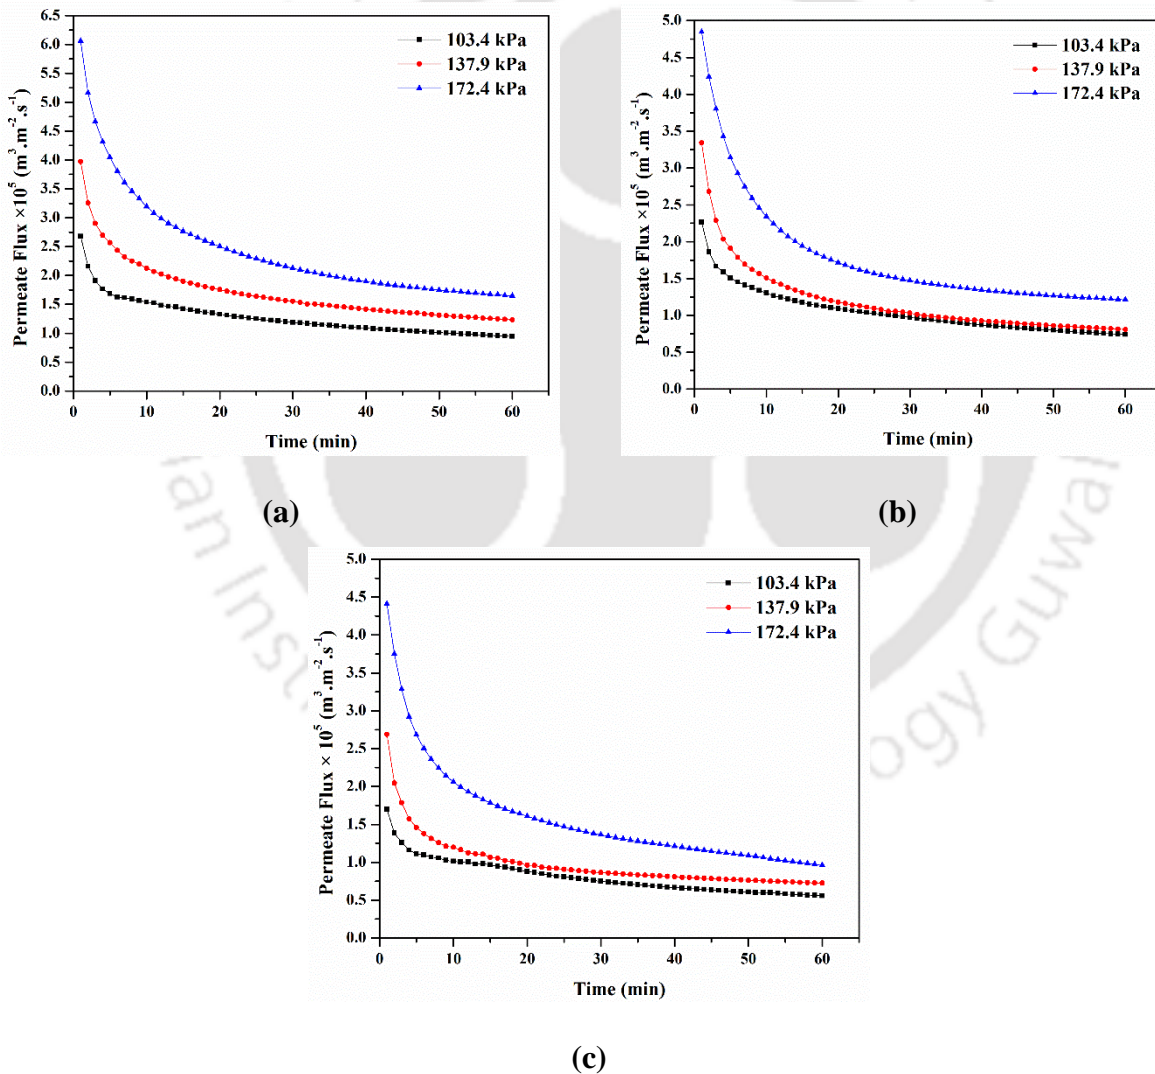 6.5
6.0
5.5
5.0
4.5
4.0
3.5
3.0
2.5
2.0
1.5
1.0
0.5
0.0
Permeate Flux ×10⁵ (m³.m⁻².s⁻¹)
103.4 kPa
137.9 kPa
172.4 kPa
0 10 20 30 40 50 60
Time (min)
(a)
5.0
4.5
4.0
3.5
3.0
2.5
2.0
1.5
1.0
0.5
0.0
Permeate Flux ×10⁵ (m³.m⁻².s⁻¹)
103.4 kPa
137.9 kPa
172.4 kPa
0 10 20 30 40 50 60
Time (min)
(b)
5.0
4.5
4.0
3.5
3.0
2.5
2.0
1.5
1.0
0.5
0.0
Permeate Flux × 10⁵ (m³.m⁻².s⁻¹)
103.4 kPa
137.9 kPa
172.4 kPa
0 10 20 30 40 50 60
Time (min)
(c)